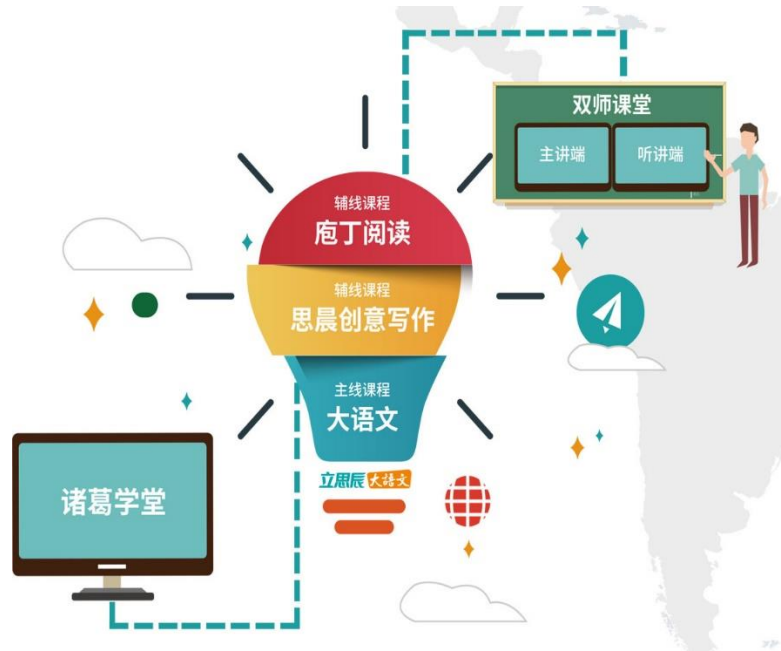 双师课堂
主讲端
听讲端
辅线课程
庖丁阅读
辅线课程
思晨创意写作
主线课程
大语文
立思辰大語文
诸葛学堂